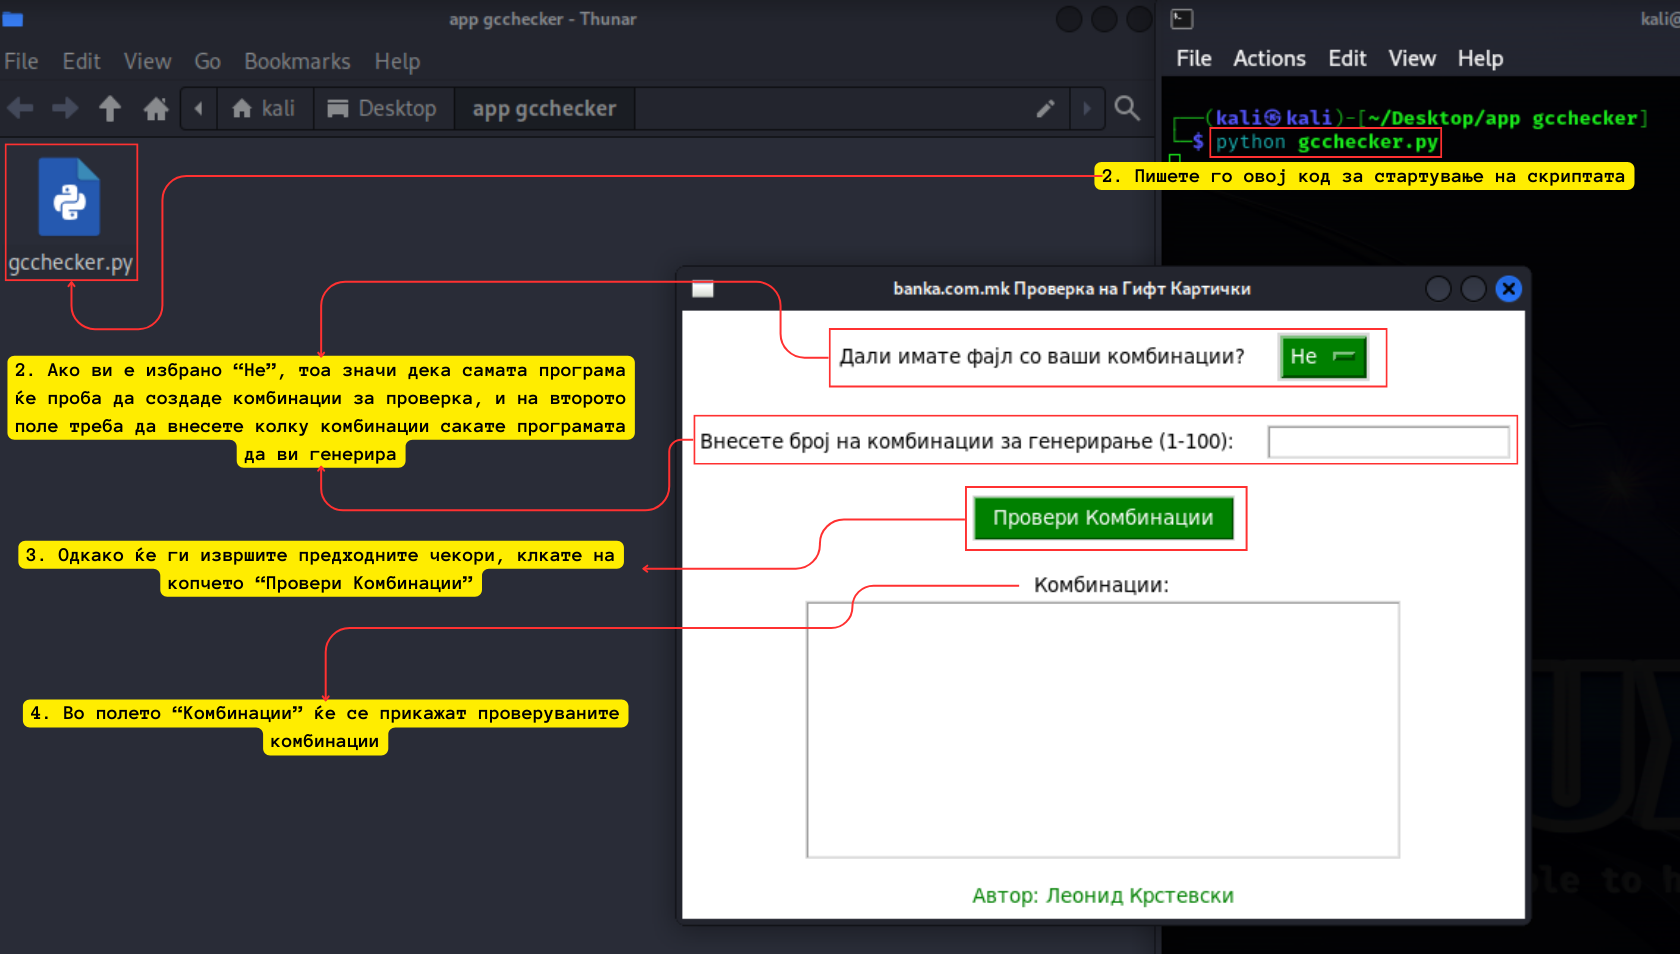 app gcchecker - Thunar
File Edit View Go Bookmarks Help
kali Desktop app gcchecker
gcchecker.py
File Actions Edit View Help
(kali㉿kali)-[~/Desktop/app gcchecker]
$ python gcchecker.py
2. Пишете го овој код за стартување на скриптата
2. Ако ви е избрано “Не”, тоа значи дека самата програма
ќе проба да создаде комбинации за проверка, и на второто
поле треба да внесете колку комбинации сакате програмата
да ви генерира
3. Одкако ќе ги извршите предходните чекори, клкате на
копчето “Провери Комбинации”
4. Во полето “Комбинации” ќе се прикажат проверуваните
комбинации
banka.com.mk Проверка на Гифт Картички
Дали имате фајл со ваши комбинации? Не
Внесете број на комбинации за генерирање (1-100):
Провери Комбинации
Комбинации:
Автор: Леонид Крстевски